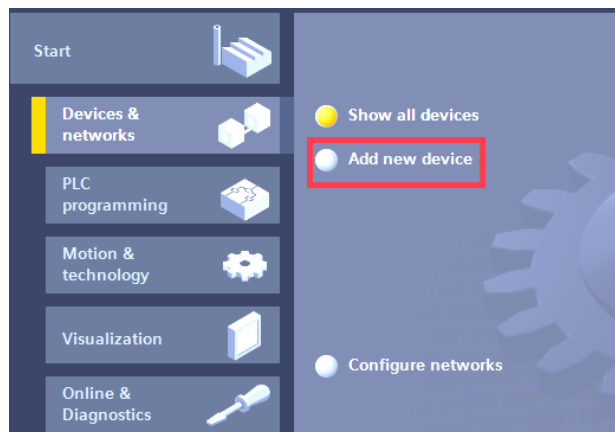 Start
Devices &
networks
PLC
programming
Motion &
technology
Visualization
Online &
Diagnostics
Show all devices
Add new device
Configure networks